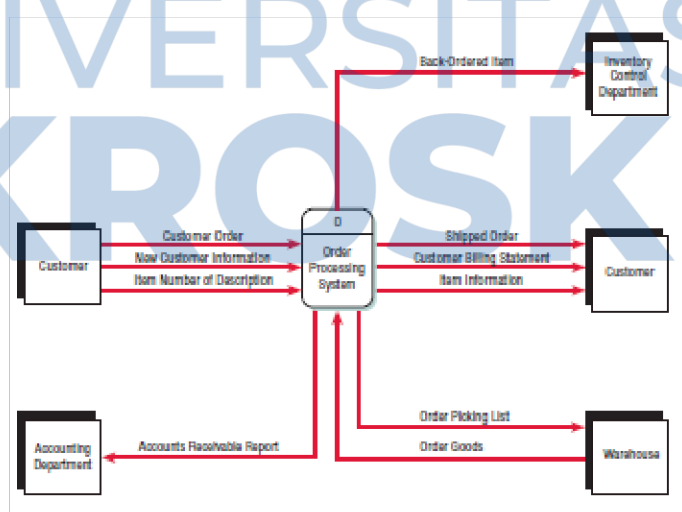 IVERSITAS
KROSK
Back-Ordered Item
Inventory
Control
Department
0
Customer Order
Shipped Order
Order
Processing
System
New Customer Information
Customer Billing Statement
Customer
Customer
Item Number of Description
Item Information
Order Picking List
Accounting
Department
Accounts Receivable Report
Order Goods
Warehouse